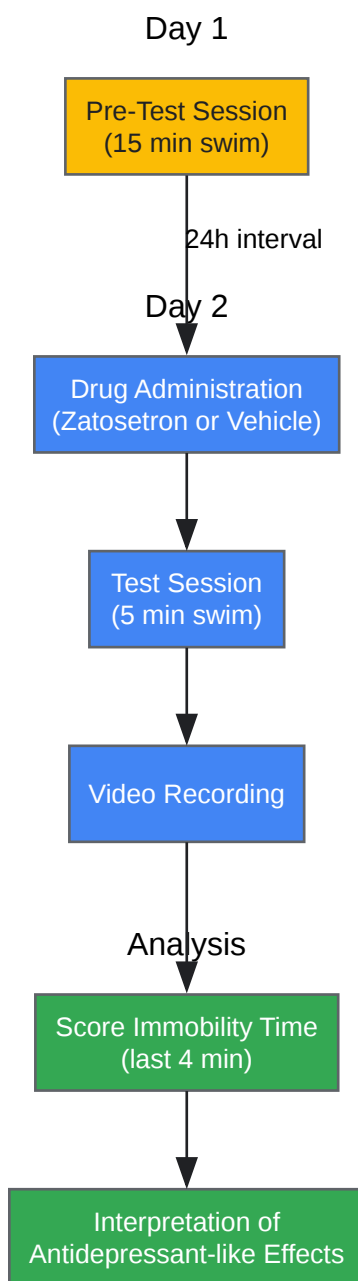 Day 1
Pre-Test Session
(15 min swim)
24h interval
Day 2
Drug Administration
(Zatosetron or Vehicle)
Test Session
(5 min swim)
Video Recording
Analysis
Score Immobility Time
(last 4 min)
Interpretation of
Antidepressant-like Effects